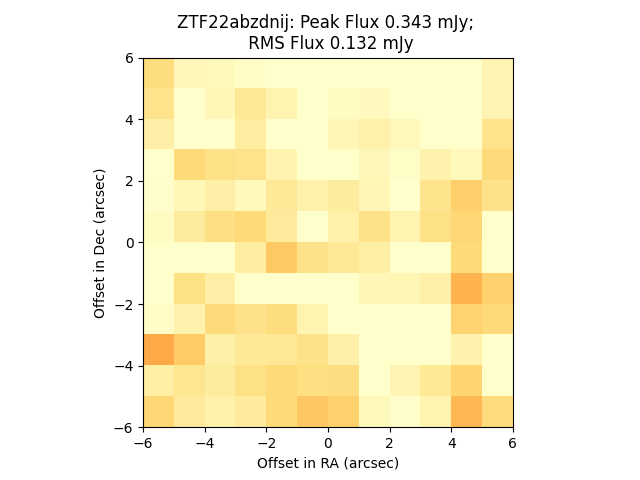 ZTF22abzdnij: Peak Flux 0.343 mJy;
RMS Flux 0.132 mJy
6
4
2
0
−2
−4
−6
Offset in Dec (arcsec)
−6 −4 −2 0 2 4 6
Offset in RA (arcsec)